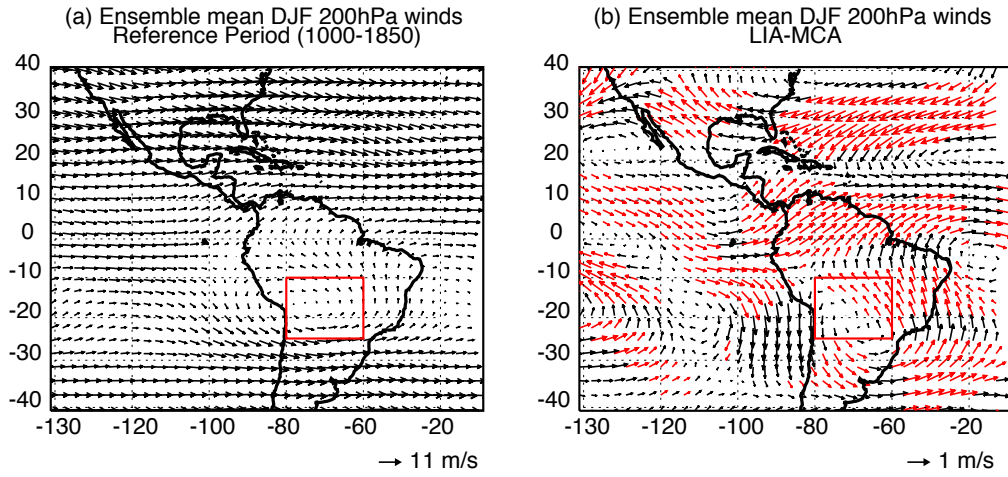 (a) Ensemble mean DJF 200hPa winds
Reference Period (1000-1850)
40
30
20
10
0
-10
-20
-30
-40
-130 -100 -80 -60 -40 -20
→ 11 m/s
(b) Ensemble mean DJF 200hPa winds
LIA-MCA
40
30
20
10
0
-10
-20
-30
-40
-130 -100 -80 -60 -40 -20
→ 1 m/s